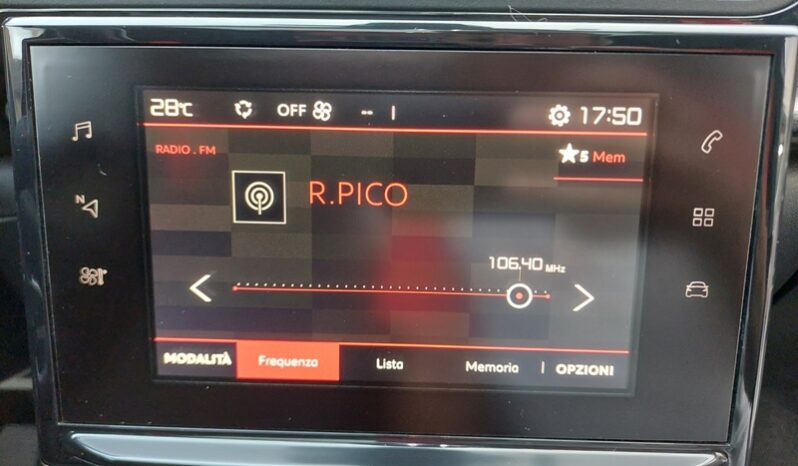 28°C OFF -- 17:50
RADIO . FM
5 Mem
R.PICO
106.40 MHz
N
MODALITÀ Frequenza Lista Memoria OPZIONI